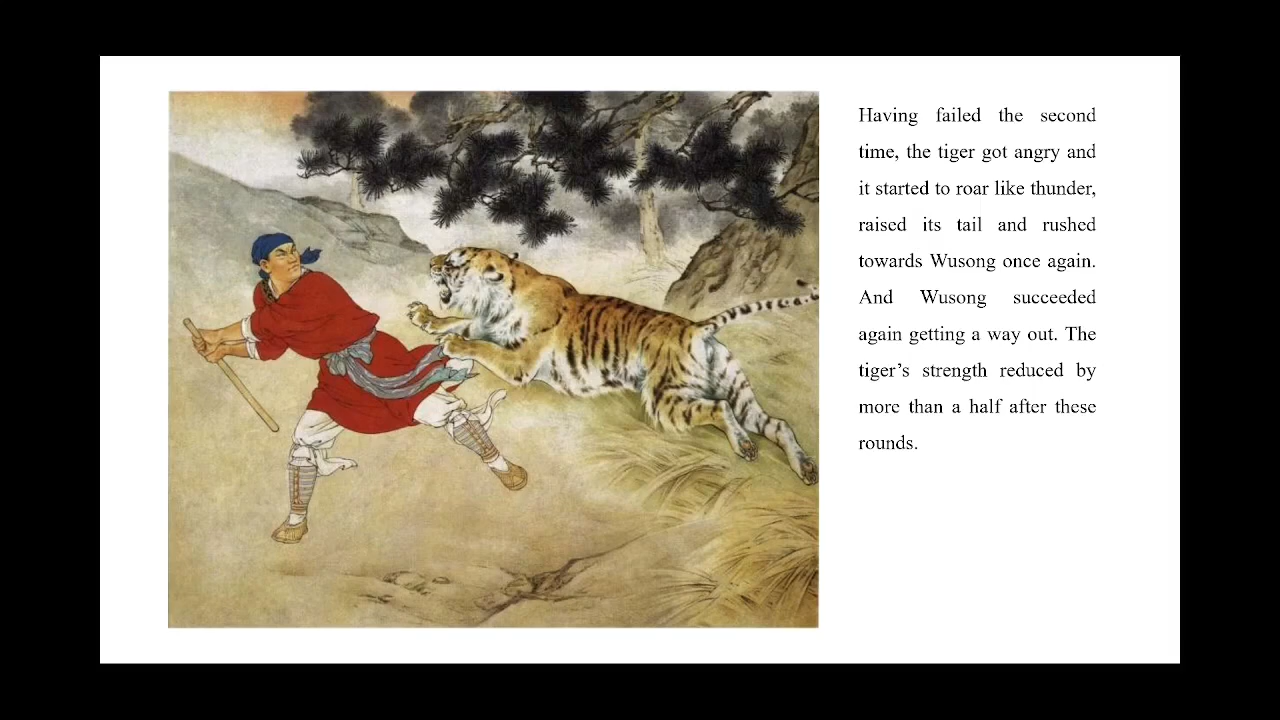 Having failed the second
time, the tiger got angry and
it started to roar like thunder,
raised its tail and rushed
towards Wusong once again.
And Wusong succeeded
again getting a way out. The
tiger’s strength reduced by
more than a half after these
rounds.